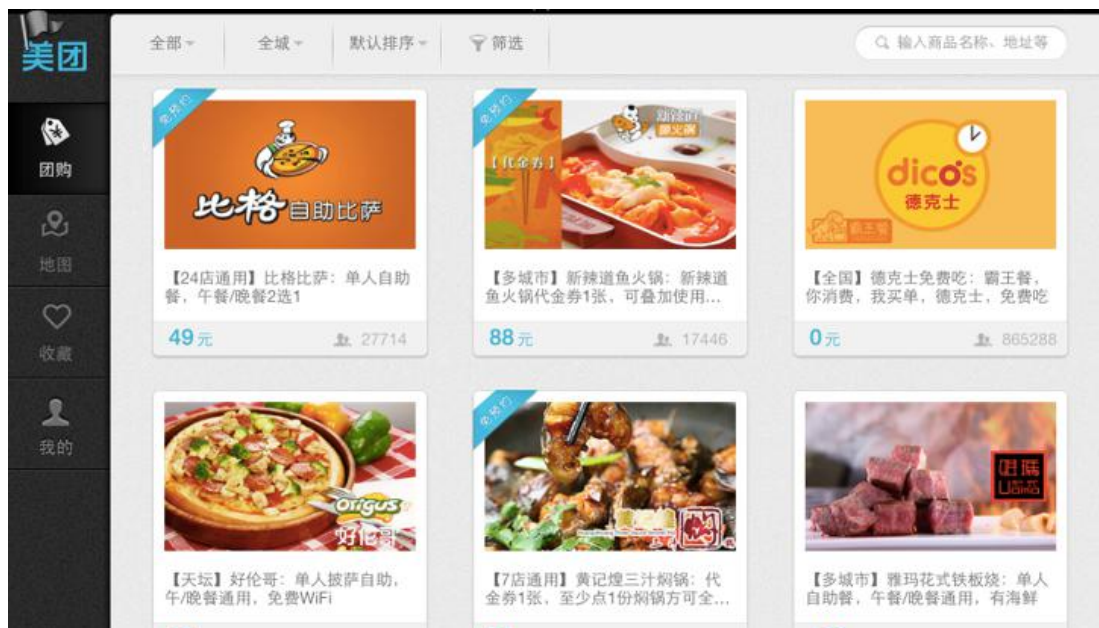 美团
全部
全城
默认排序
筛选
输入商品名称、地址等
团购
地图
收藏
我的
免预约
比格自助比萨
【24店通用】比格比萨：单人自助
餐，午餐/晚餐2选1
49元
27714
免预约
【代金券】
鱼火锅
【多城市】新辣道鱼火锅：新辣道
鱼火锅代金券1张，可叠加使用...
88元
17446
dicos
德克士
霸王餐
【全国】德克士免费吃：霸王餐，
你消费，我买单，德克士，免费吃
0元
865288
origus
好伦哥
【天坛】好伦哥：单人披萨自助，
午/晚餐通用，免费WiFi
免预约
【7店通用】黄记煌三汁焖锅：代
金券1张，至少点1份焖锅方可全...
【多城市】雅玛花式铁板烧：单人
自助餐，午餐/晚餐通用，有海鲜